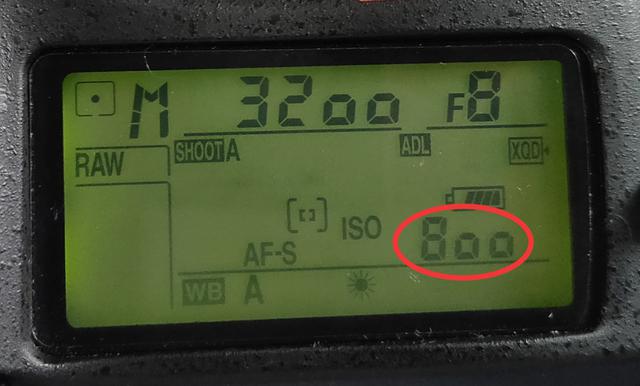 M 3200 F8
RAW SHOOT A ADL XQD
ISO 800
AF-S
WB A